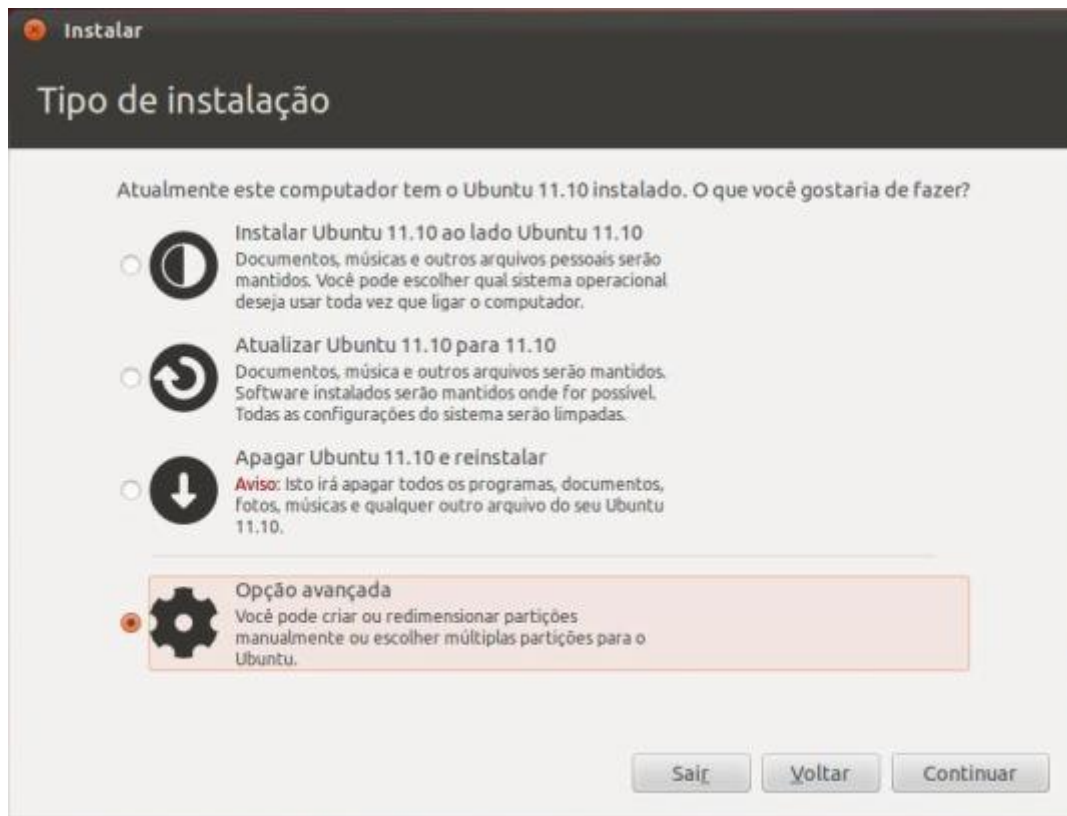 Instalar
Tipo de instalação
Atualmente este computador tem o Ubuntu 11.10 instalado. O que você gostaria de fazer?
Instalar Ubuntu 11.10 ao lado Ubuntu 11.10
Documentos, músicas e outros arquivos pessoais serão
mantidos. Você pode escolher qual sistema operacional
deseja usar toda vez que ligar o computador.
Atualizar Ubuntu 11.10 para 11.10
Documentos, música e outros arquivos serão mantidos.
Software instalados serão mantidos onde for possível.
Todas as configurações do sistema serão limpadas.
Apagar Ubuntu 11.10 e reinstalar
Aviso: Isto irá apagar todos os programas, documentos,
fotos, músicas e qualquer outro arquivo do seu Ubuntu
11.10.
Opção avançada
Você pode criar ou redimensionar partições
manualmente ou escolher múltiplas partições para o
Ubuntu.
Sair
Voltar
Continuar